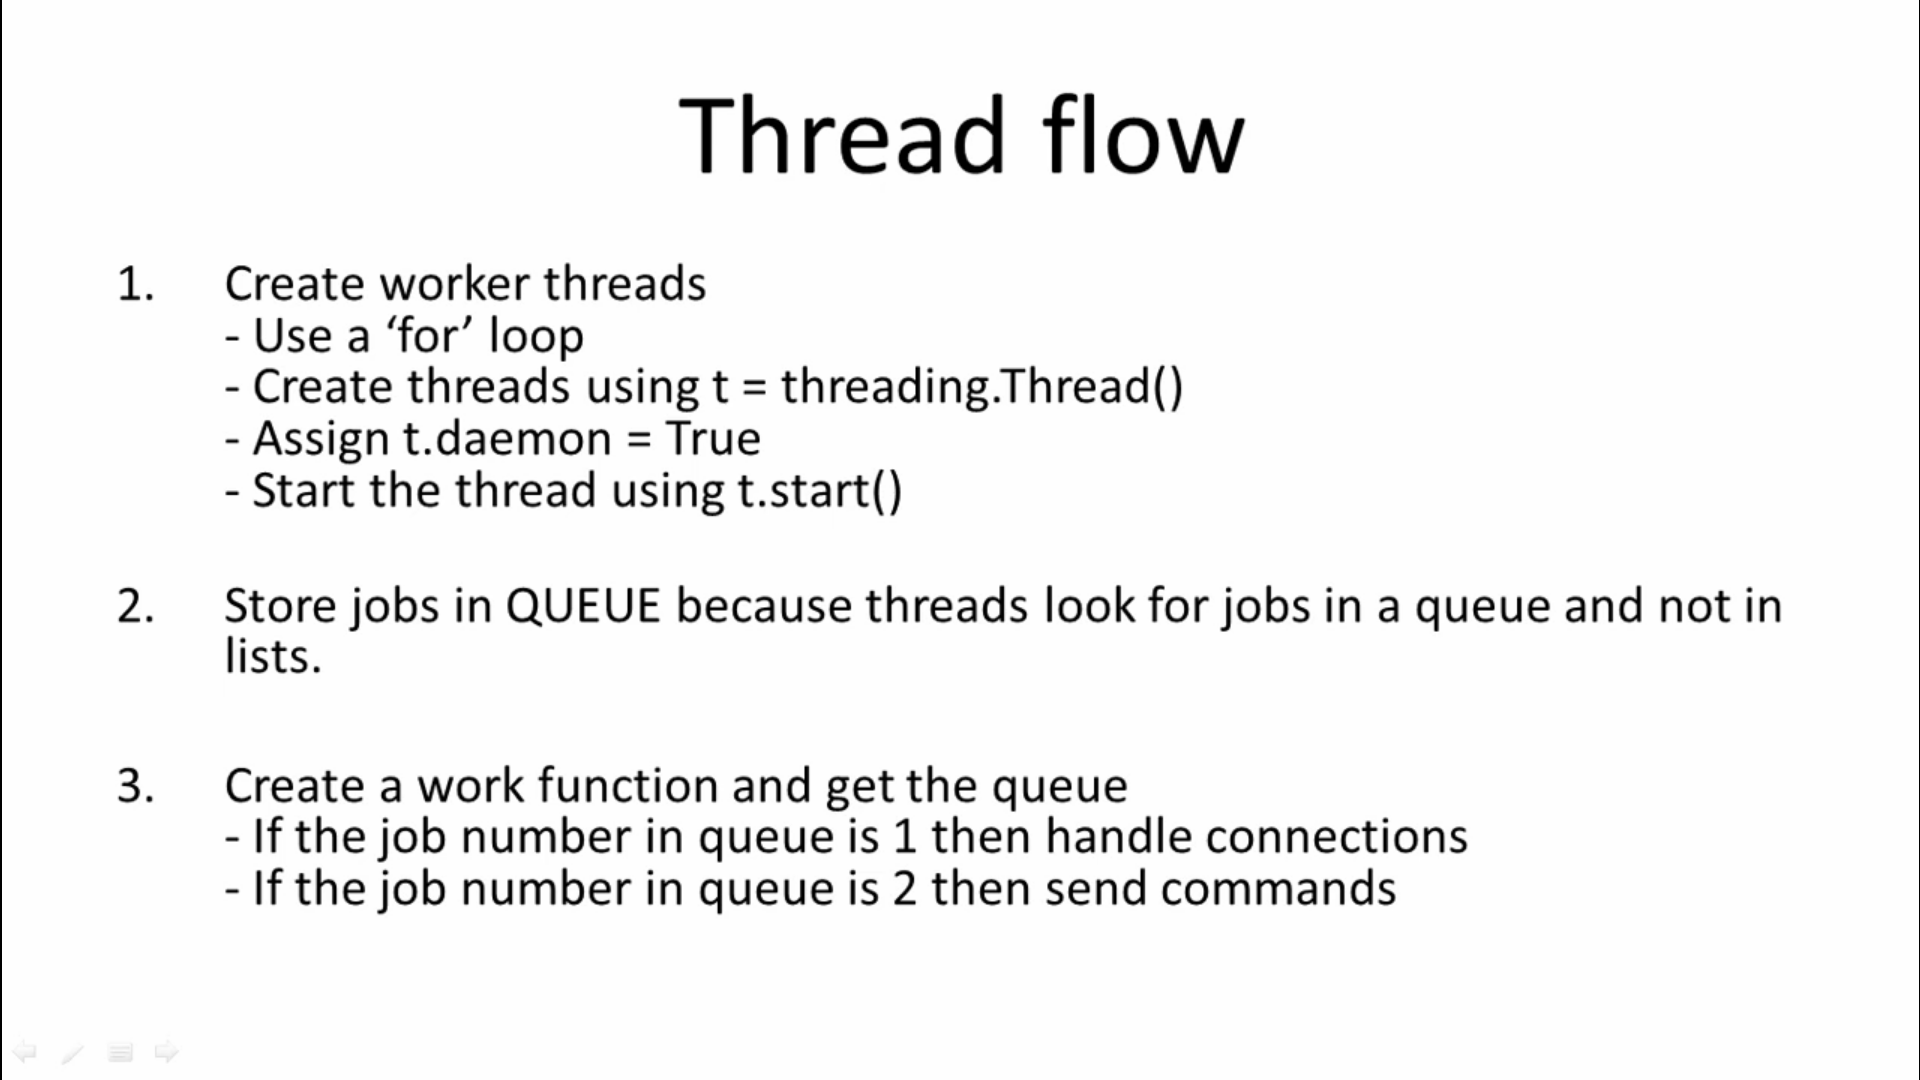 Thread flow
1. Create worker threads
- Use a ‘for’ loop
- Create threads using t = threading.Thread()
- Assign t.daemon = True
- Start the thread using t.start()
2. Store jobs in QUEUE because threads look for jobs in a queue and not in
lists.
3. Create a work function and get the queue
- If the job number in queue is 1 then handle connections
- If the job number in queue is 2 then send commands